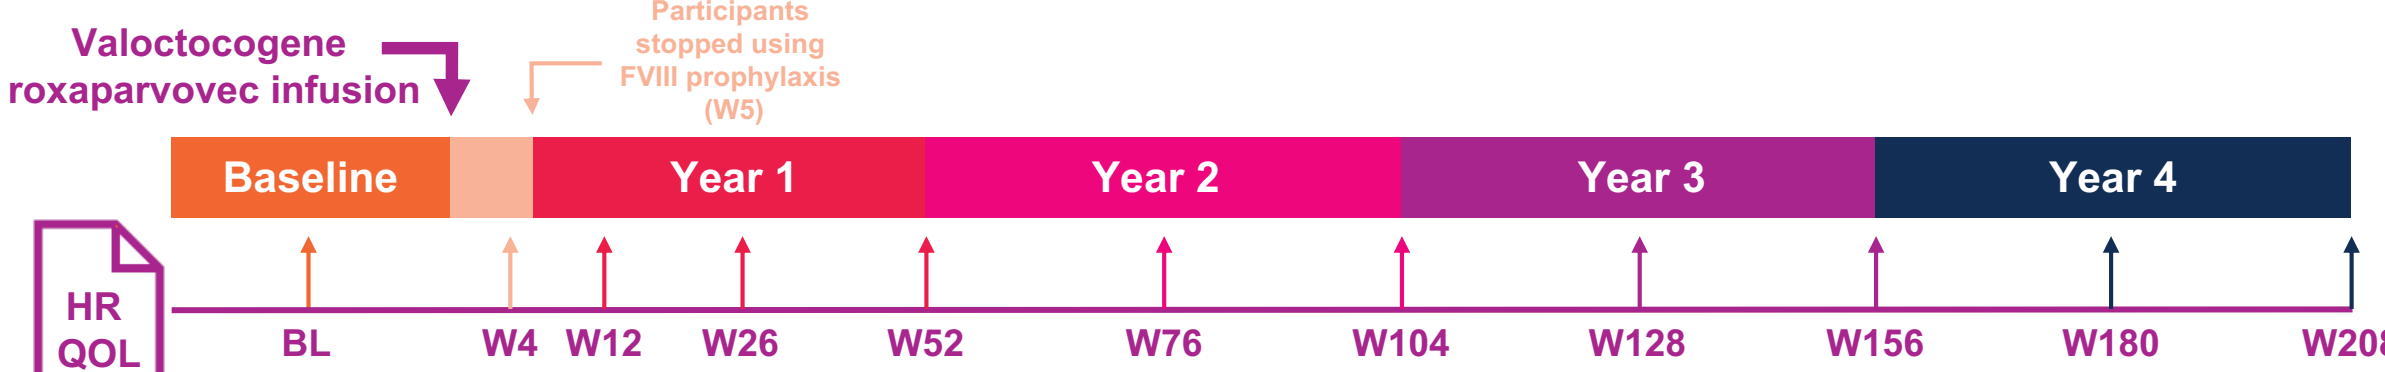 Participants
stopped using
FVIII prophylaxis
(W5)
Valoctocogene
roxaparvovec infusion
Baseline
Year 1
Year 2
Year 3
Year 4
HR
QOL
BL
W4
W12
W26
W52
W76
W104
W128
W156
W180
W208